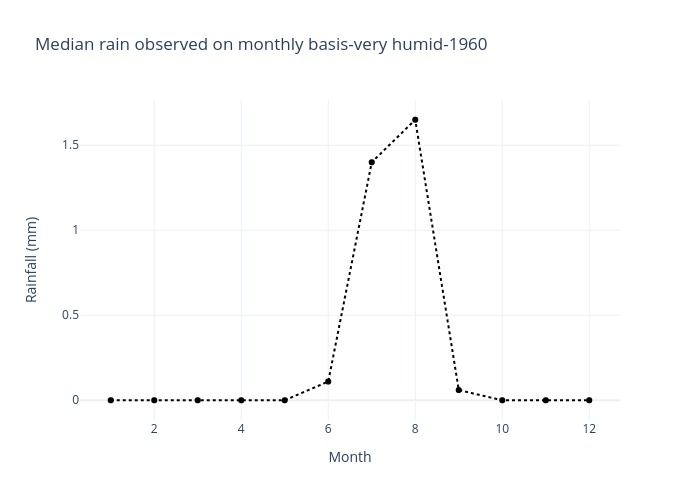 Median rain observed on monthly basis-very humid-1960
Rainfall (mm)
1.5
1
0.5
0
2 4 6 8 10 12
Month